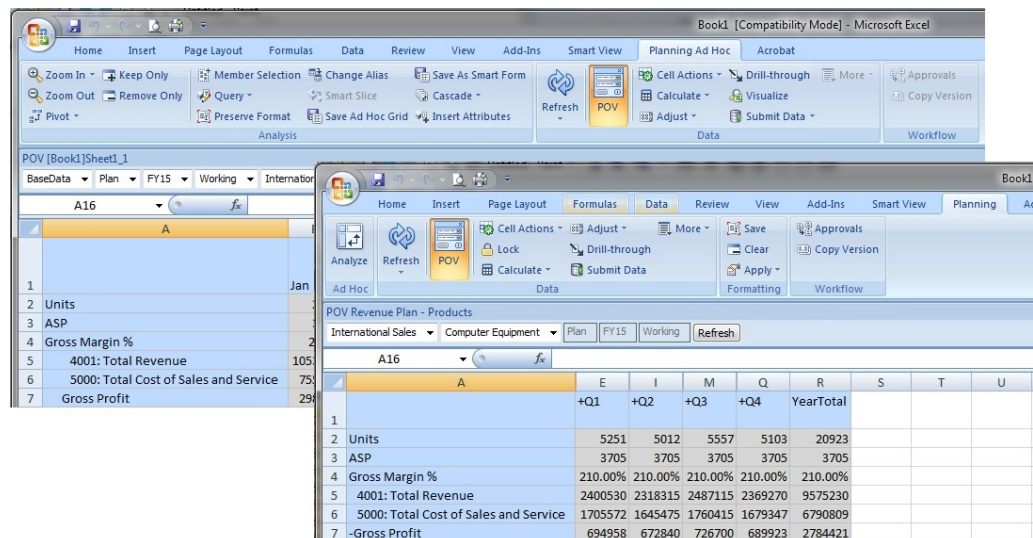 Book1 [Compatibility Mode] - Microsoft Excel
Home Insert Page Layout Formulas Data Review View Add-Ins Smart View Planning Ad Hoc Acrobat
Zoom In Keep Only Member Selection Change Alias Save As Smart Form Cell Actions Drill-through More Approvals
Zoom Out Remove Only Query Smart Slice Cascade Refresh POV Calculate Visualize Copy Version
Pivot Preserve Format Save Ad Hoc Grid Insert Attributes Adjust Submit Data
Analysis Data Workflow
POV [Book1]Sheet1_1
BaseData Plan FY15 Working
A16 fx
A
1 Jan
2 Units
3 ASP
4 Gross Margin %
5 4001: Total Revenue
6 5000: Total Cost of Sales and Service
7 Gross Profit
Book1
Home Insert Page Layout Formulas Data Review View Add-Ins Smart View Planning
Analyze Refresh POV Cell Actions Adjust More Save Approvals
Lock Drill-through Clear Copy Version
Calculate Submit Data Apply
Ad Hoc Data Formatting Workflow
POV Revenue Plan - Products
International Sales Computer Equipment Plan FY15 Working Refresh
A16 fx
A E I M Q R S T U
1 +Q1 +Q2 +Q3 +Q4 YearTotal
2 Units 5251 5012 5557 5103 20923
3 ASP 3705 3705 3705 3705 3705
4 Gross Margin % 210.00% 210.00% 210.00% 210.00% 210.00%
5 4001: Total Revenue 2400530 2318315 2487115 2369270 9575230
6 5000: Total Cost of Sales and Service 1705572 1645475 1760415 1679347 6790809
7 -Gross Profit 694958 672840 726700 689923 2784421